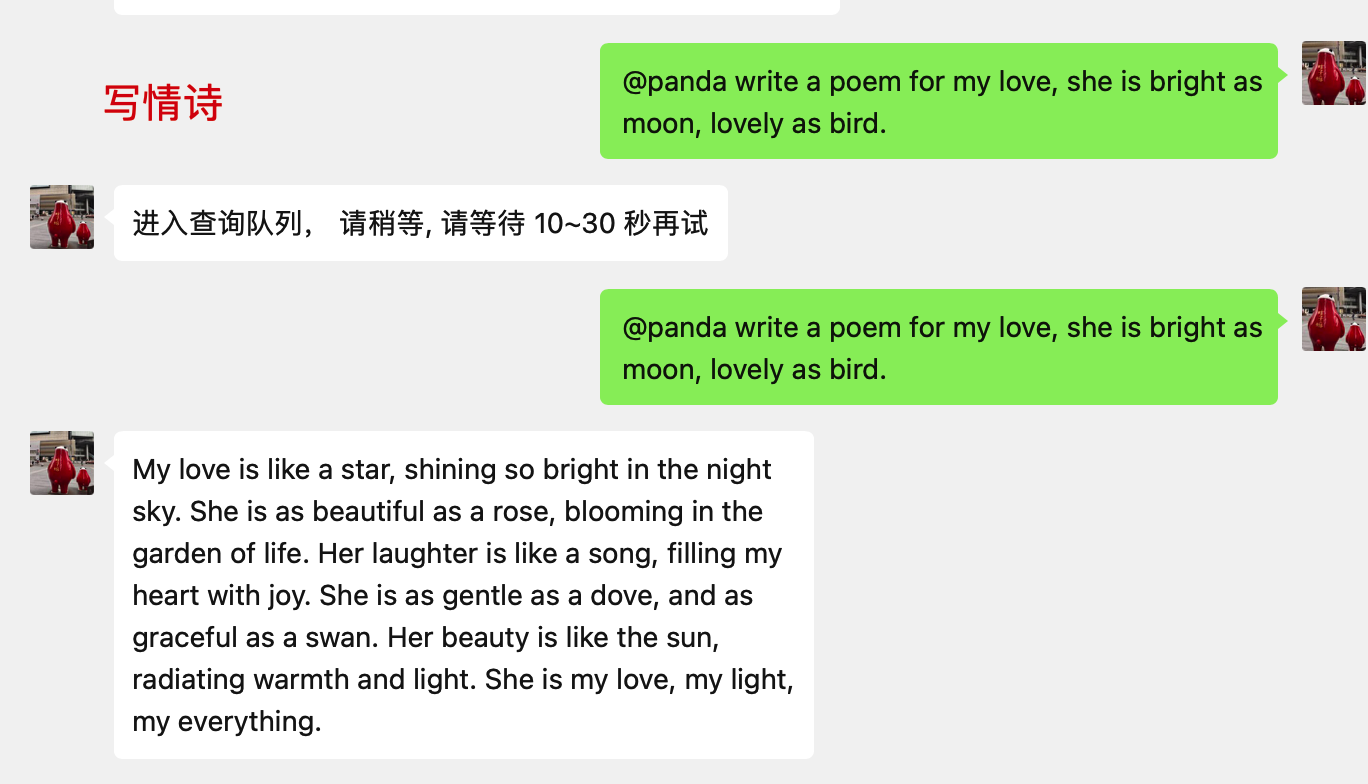 @panda write a poem for my love, she is bright as
moon, lovely as bird.
写情诗
进入查询队列， 请稍等, 请等待 10~30 秒再试
@panda write a poem for my love, she is bright as
moon, lovely as bird.
My love is like a star, shining so bright in the night
sky. She is as beautiful as a rose, blooming in the
garden of life. Her laughter is like a song, filling my
heart with joy. She is as gentle as a dove, and as
graceful as a swan. Her beauty is like the sun,
radiating warmth and light. She is my love, my light,
my everything.